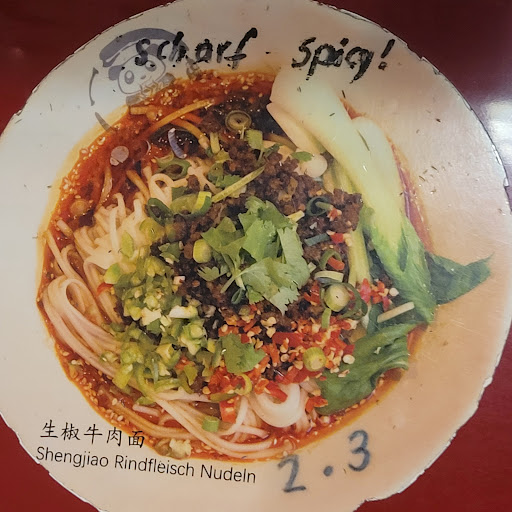 scharf spicy!
生椒牛肉面
Shengjiao Rindfleisch Nudeln
2.3